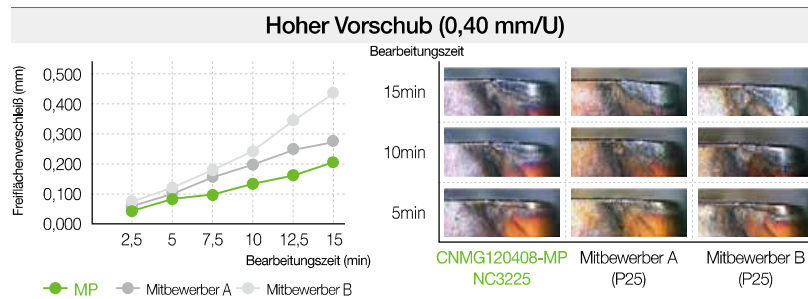 Hoher Vorschub (0,40 mm/U)
Freiflächenverschleiß (mm)
0,500
0,400
0,300
0,200
0,100
0,000
2,5 5 7,5 10 12,5 15
Bearbeitungszeit (min)
MP Mitbewerber A Mitbewerber B
Bearbeitungszeit
15min
10min
5min
CNMG120408-MP
NC3225
Mitbewerber A
(P25)
Mitbewerber B
(P25)